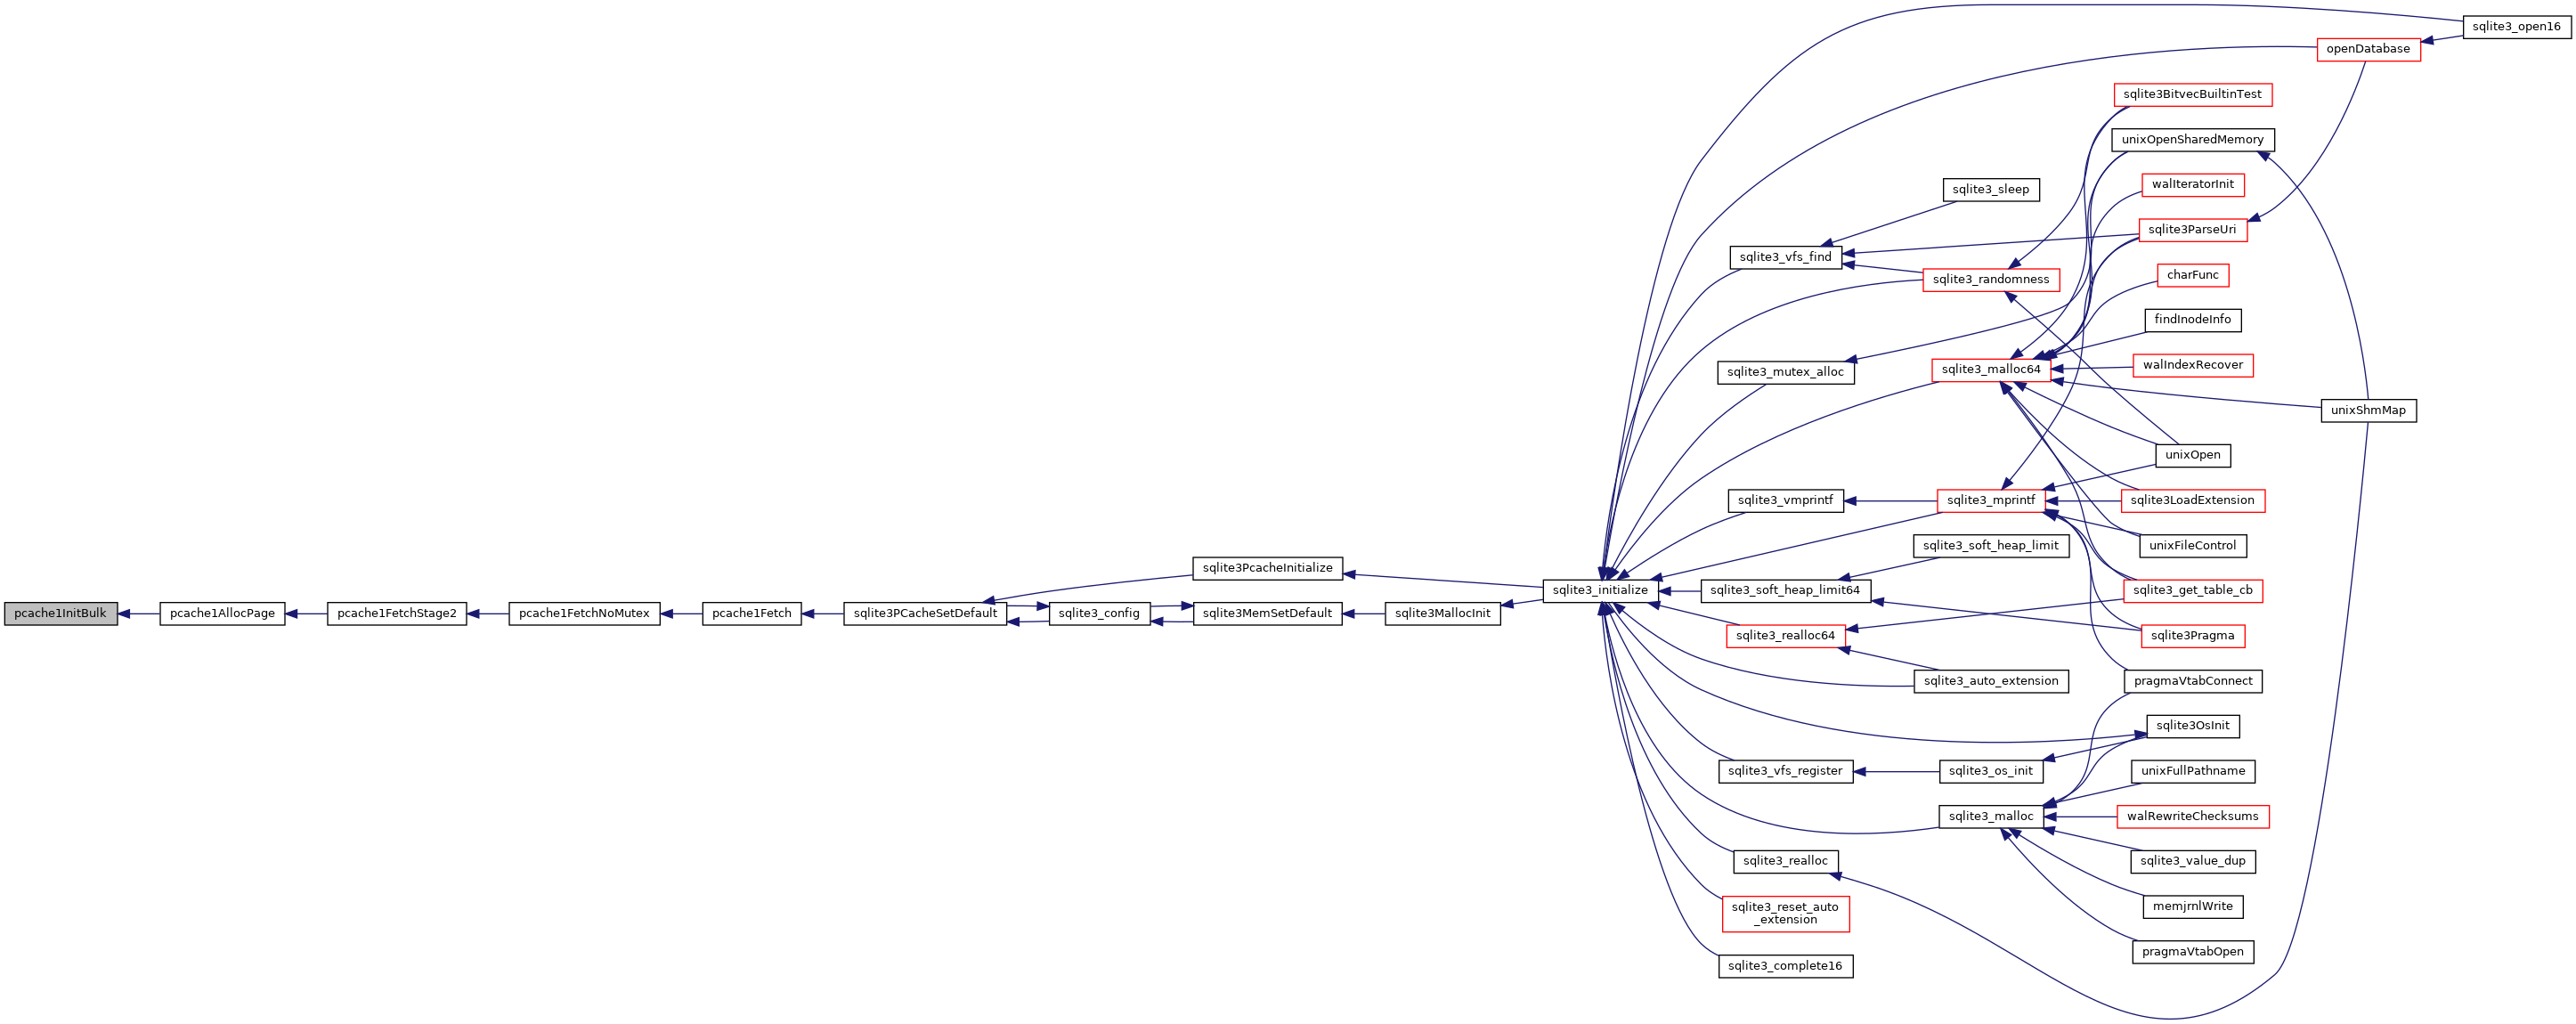 pcache1InitBulk
pcache1AllocPage
pcache1FetchStage2
pcache1FetchNoMutex
pcache1Fetch
sqlite3PCacheSetDefault
sqlite3PcacheInitialize
sqlite3_config
sqlite3MemSetDefault
sqlite3MallocInit
sqlite3_initialize
sqlite3_vfs_find
sqlite3_mutex_alloc
sqlite3_vmprintf
sqlite3_soft_heap_limit64
sqlite3_realloc64
sqlite3_vfs_register
sqlite3_realloc
sqlite3_reset_auto
_extension
sqlite3_complete16
sqlite3_sleep
sqlite3_randomness
sqlite3_malloc64
sqlite3_mprintf
sqlite3_soft_heap_limit
sqlite3_auto_extension
sqlite3_os_init
sqlite3_malloc
sqlite3BitvecBuiltinTest
unixOpenSharedMemory
walIteratorInit
sqlite3ParseUri
charFunc
findInodeInfo
walIndexRecover
unixOpen
sqlite3LoadExtension
unixFileControl
sqlite3_get_table_cb
sqlite3Pragma
pragmaVtabConnect
sqlite3OsInit
unixFullPathname
walRewriteChecksums
sqlite3_value_dup
memjrnlWrite
pragmaVtabOpen
openDatabase
unixShmMap
sqlite3_open16